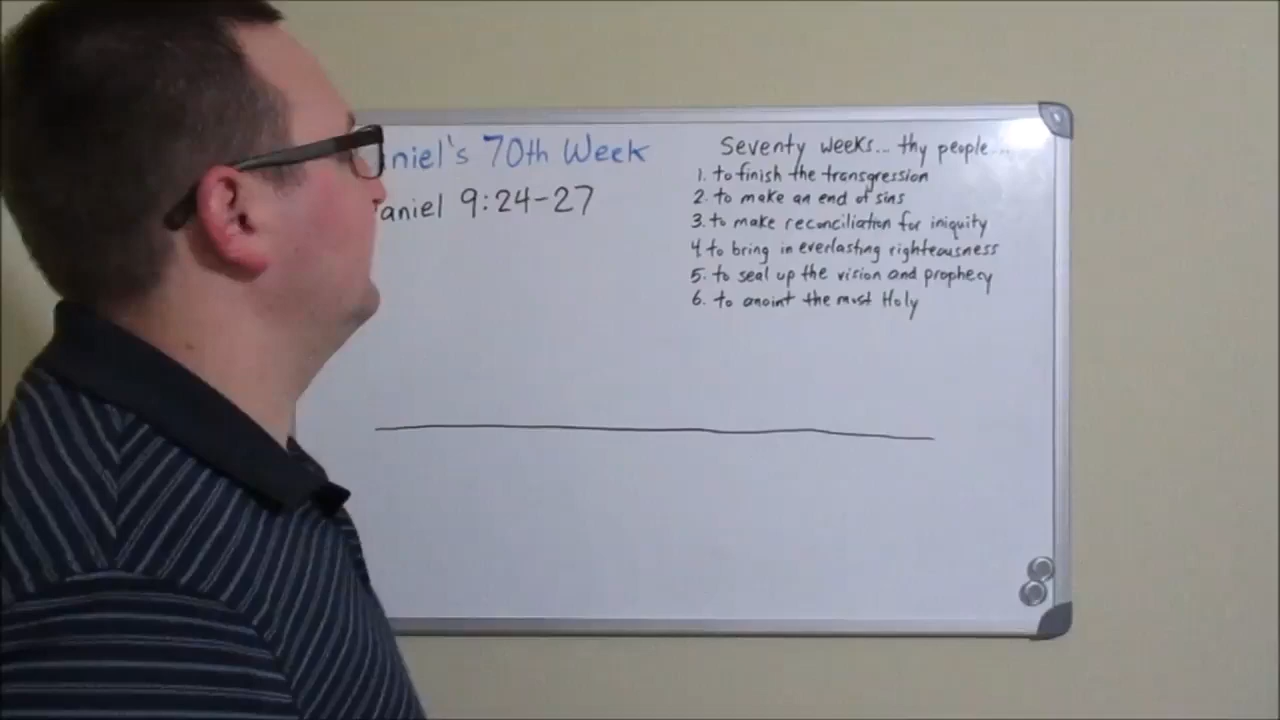 niel's 70th Week
aniel 9:24-27
Seventy weeks... thy people...
1. to finish the transgression
2. to make an end of sins
3. to make reconciliation for iniquity
4. to bring in everlasting righteousness
5. to seal up the vision and prophecy
6. to anoint the most Holy